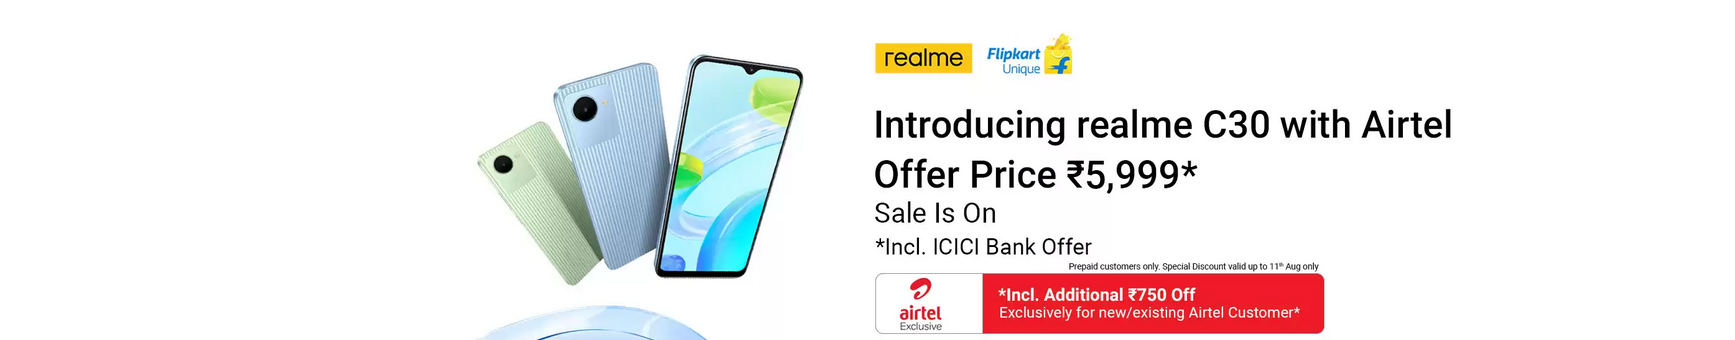 realme
Flipkart
Unique
Introducing realme C30 with Airtel
Offer Price ₹5,999*
Sale Is On
*Incl. ICICI Bank Offer
Prepaid customers only. Special Discount valid up to 11th Aug only
airtel
Exclusive
*Incl. Additional ₹750 Off
Exclusively for new/existing Airtel Customer*